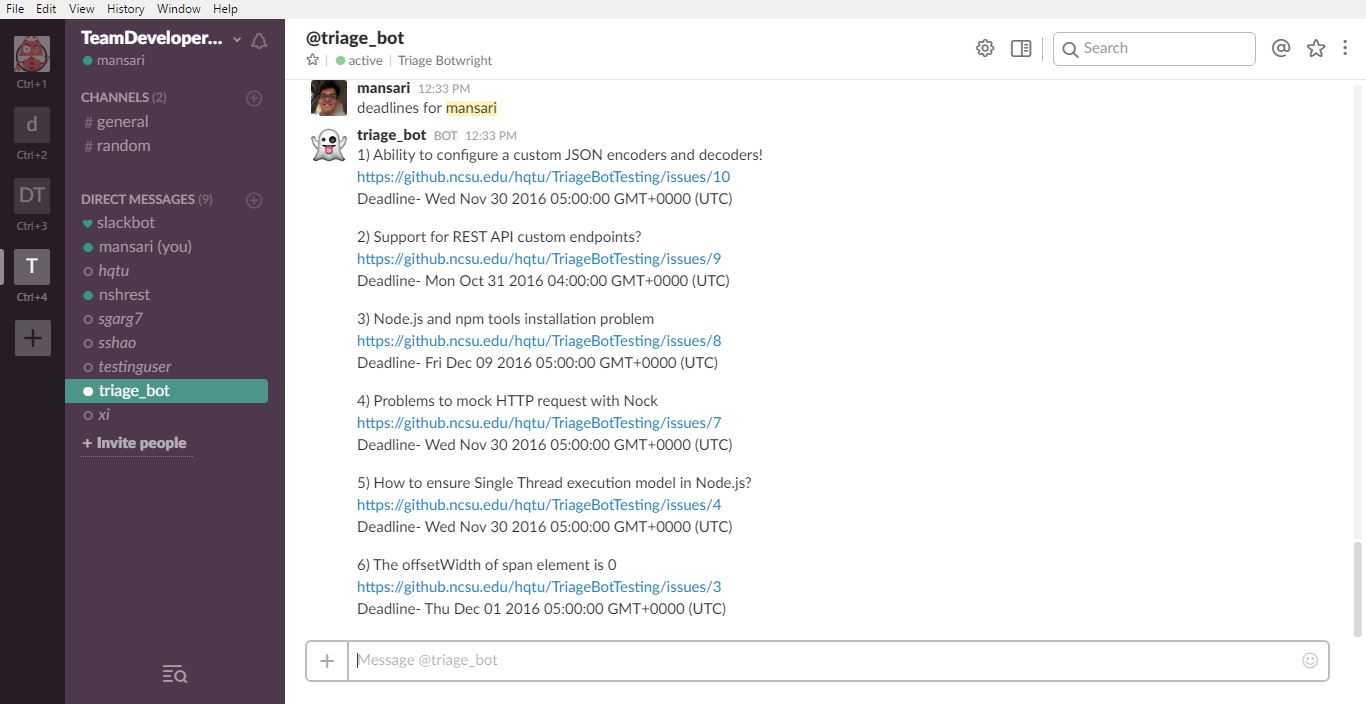 File Edit View History Window Help
Ctrl+1
d
Ctrl+2
DT
Ctrl+3
T
Ctrl+4
TeamDeveloper...
mansari
CHANNELS (2)
# general
# random
DIRECT MESSAGES (9)
slackbot
mansari (you)
hqtu
nshrest
sgarg7
sshao
testinguser
triage_bot
xi
+ Invite people
@triage_bot
active | Triage Botwright
Search
mansari 12:33 PM
deadlines for mansari
triage_bot BOT 12:33 PM
1) Ability to configure a custom JSON encoders and decoders!
https://github.ncsu.edu/hqtu/TriageBotTesting/issues/10
Deadline- Wed Nov 30 2016 05:00:00 GMT+0000 (UTC)
2) Support for REST API custom endpoints?
https://github.ncsu.edu/hqtu/TriageBotTesting/issues/9
Deadline- Mon Oct 31 2016 04:00:00 GMT+0000 (UTC)
3) Node.js and npm tools installation problem
https://github.ncsu.edu/hqtu/TriageBotTesting/issues/8
Deadline- Fri Dec 09 2016 05:00:00 GMT+0000 (UTC)
4) Problems to mock HTTP request with Nock
https://github.ncsu.edu/hqtu/TriageBotTesting/issues/7
Deadline- Wed Nov 30 2016 05:00:00 GMT+0000 (UTC)
5) How to ensure Single Thread execution model in Node.js?
https://github.ncsu.edu/hqtu/TriageBotTesting/issues/4
Deadline- Wed Nov 30 2016 05:00:00 GMT+0000 (UTC)
6) The offsetWidth of span element is 0
https://github.ncsu.edu/hqtu/TriageBotTesting/issues/3
Deadline- Thu Dec 01 2016 05:00:00 GMT+0000 (UTC)
Message @triage_bot